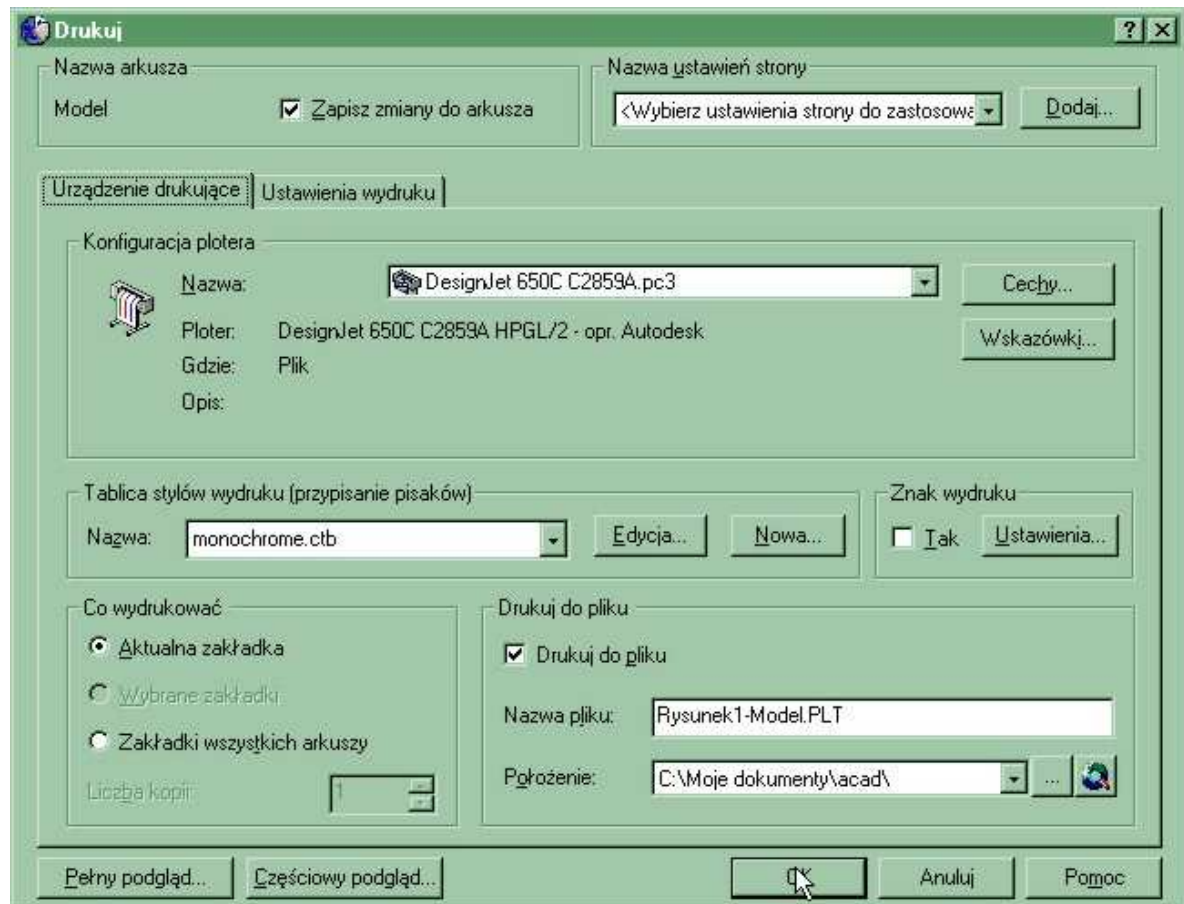 Drukuj
Nazwa arkusza
Model
Zapisz zmiany do arkusza
Nazwa ustawień strony
<Wybierz ustawienia strony do zastosowa
Dodaj...
Urządzenie drukujące
Ustawienia wydruku
Konfiguracja plotera
Nazwa:
DesignJet 650C C2859A.pc3
Cechy...
Ploter:
DesignJet 650C C2859A HPGL/2 - opr. Autodesk
Wskazówki...
Gdzie:
Plik
Opis:
Tablica stylów wydruku (przypisanie pisaków)
Nazwa:
monochrome.ctb
Edycja...
Nowa...
Znak wydruku
Tak
Ustawienia...
Co wydrukować
Aktualna zakładka
Wybrane zakładki
Zakładki wszystkich arkuszy
Liczba kopii:
1
Drukuj do pliku
Drukuj do pliku
Nazwa pliku:
Rysunek1-Model.PLT
Położenie:
C:\Moje dokumenty\acad\
...
Pełny podgląd...
Częściowy podgląd...
OK
Anuluj
Pomoc